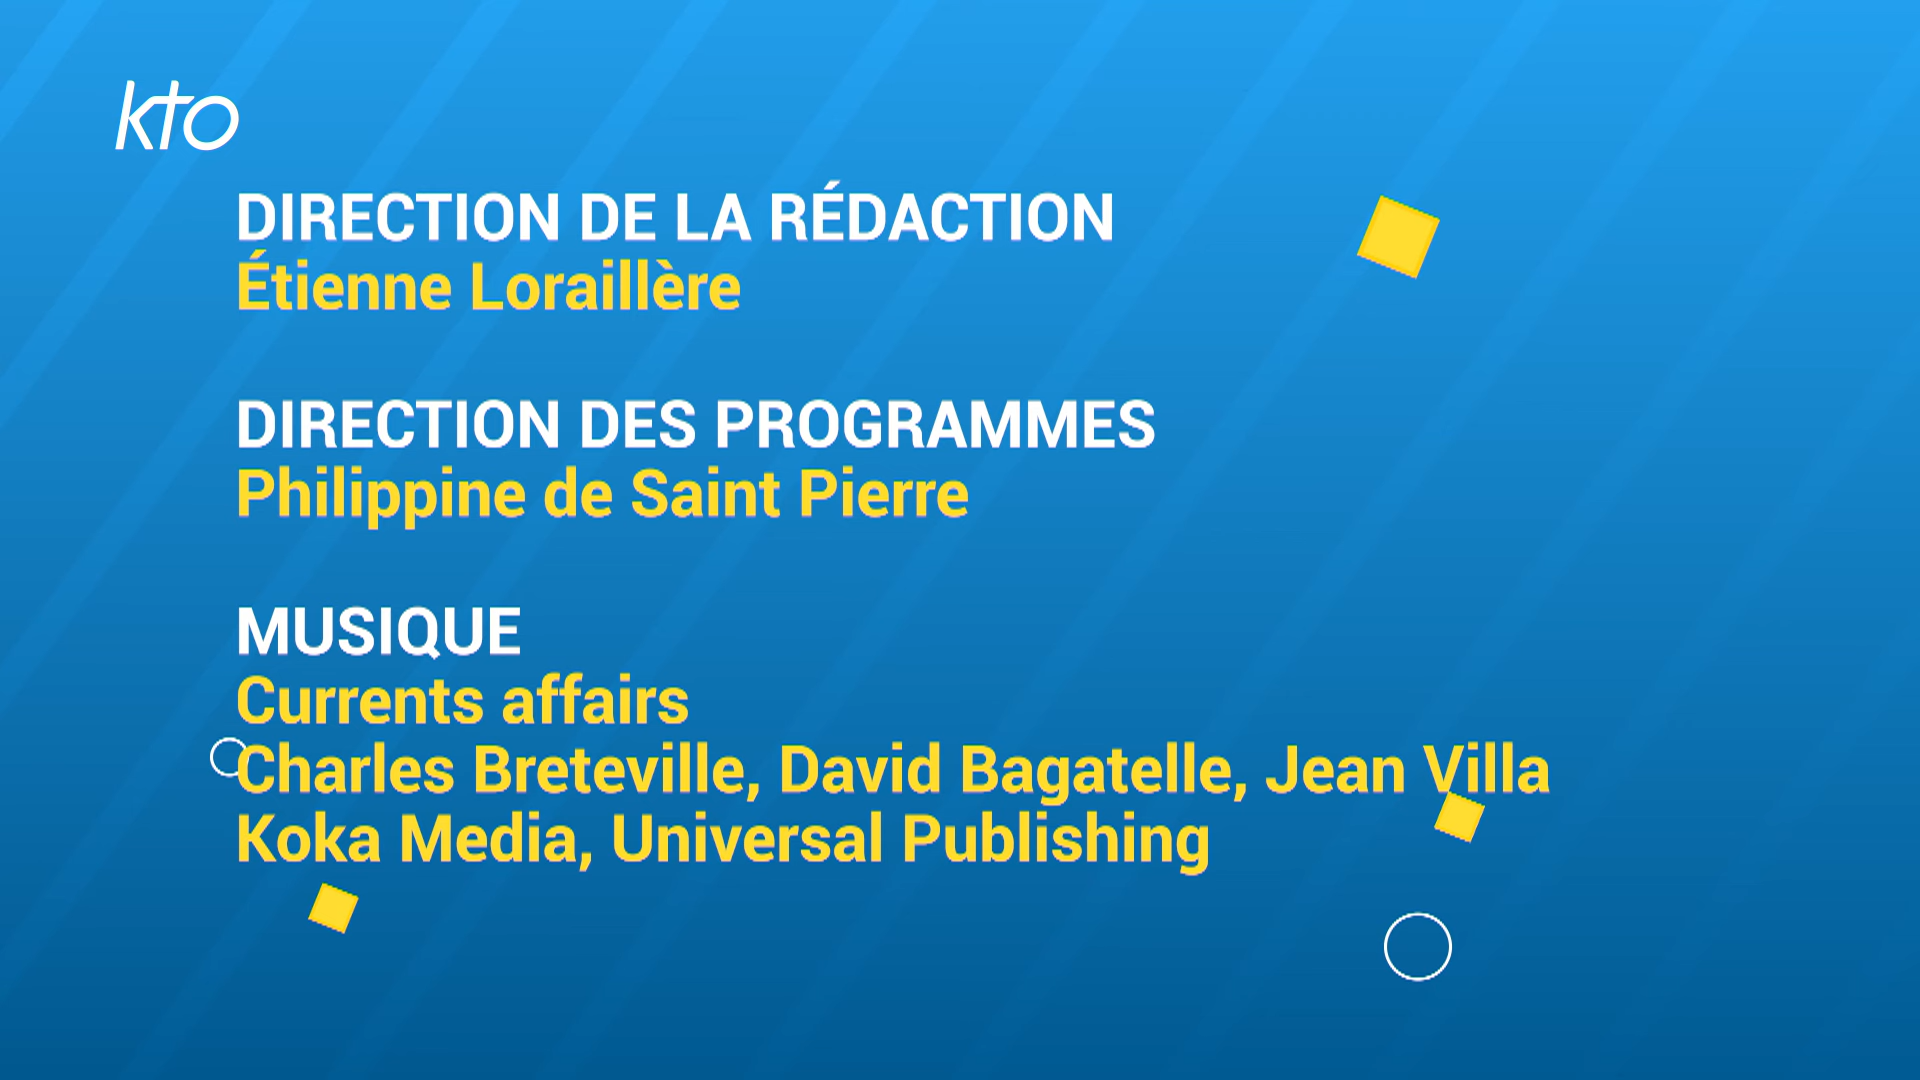 kto
DIRECTION DE LA RÉDACTION
Étienne Loraillère
DIRECTION DES PROGRAMMES
Philippine de Saint Pierre
MUSIQUE
Currents affairs
Charles Breteville, David Bagatelle, Jean Villa
Koka Media, Universal Publishing